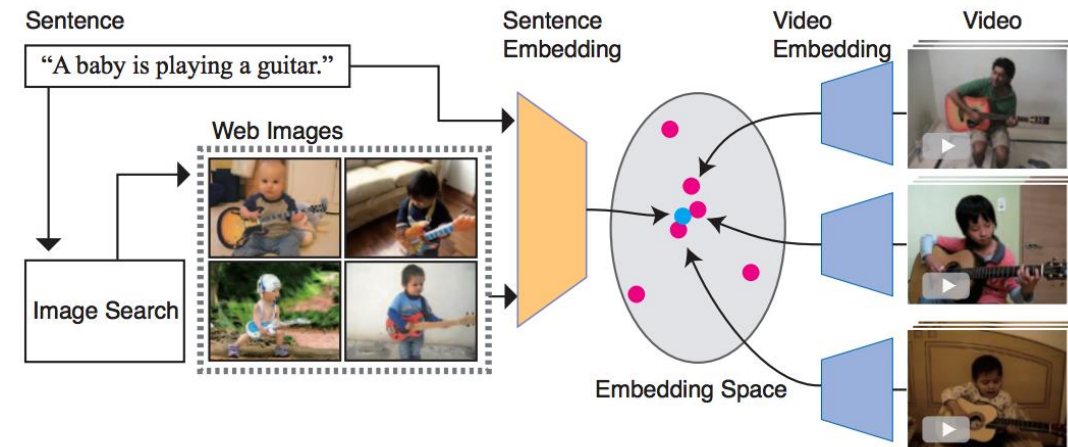 Sentence
“A baby is playing a guitar.”
Web Images
Image Search
Sentence
Embedding
Embedding Space
Video
Embedding
Video